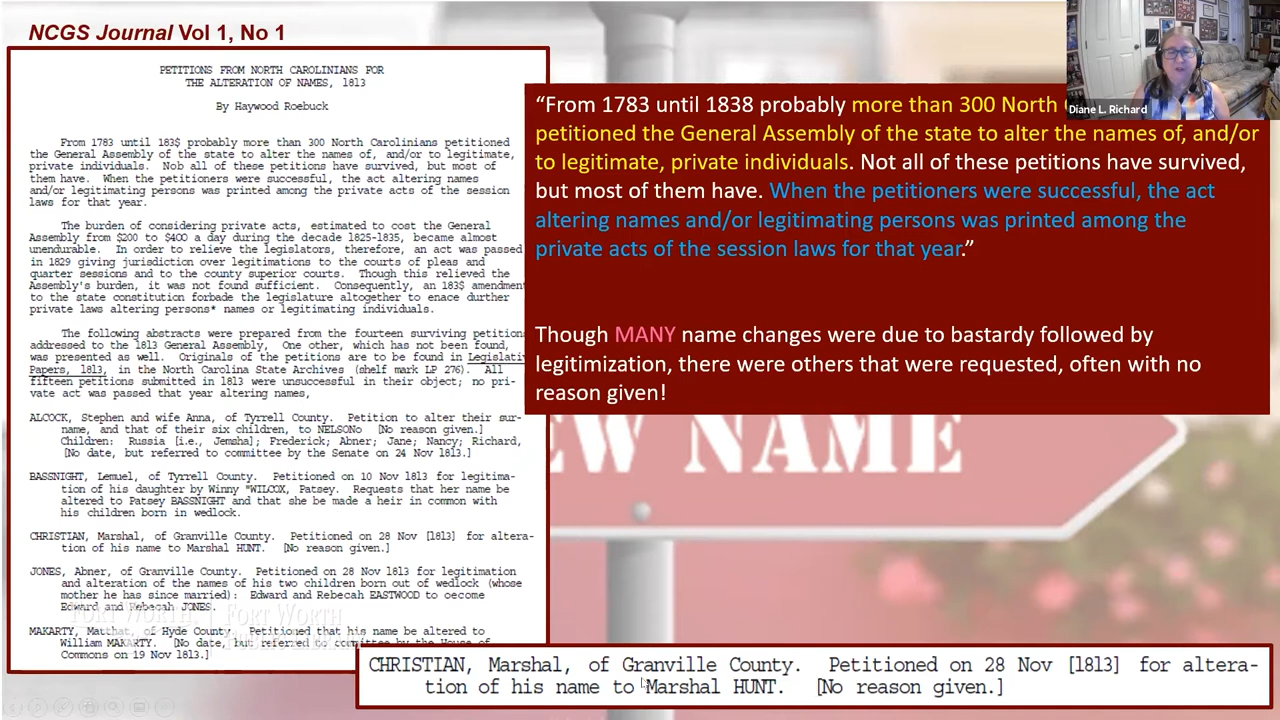 NCGS Journal Vol 1, No 1
PETITIONS FROM NORTH CAROLINIANS FOR
THE ALTERATION OF NAMES, 1813
By Haywood Roebuck
From 1783 until 183$ probably more than 300 North Carolinians petitioned
the General Assembly of the state to alter the names of, and/or to legitimate,
private individuals. Nob all of these petitions have survived, but most of
them have. When the petitioners were successful, the act altering names
and/or legitimating persons was printed among the private acts of the session
laws for that year.
The burden of considering private acts, estimated to cost the General
Assembly from $200 to $400 a day during the decade 1825-1835, became almost
unendurable. In order to relieve the legislators, therefore, an act was passed
in 1829 giving jurisdiction over legitimations to the courts of pleas and
quarter sessions and to the county superior courts. Though this relieved the
Assembly's burden, it was not found sufficient. Consequently, an 183$ amendment
to the state constitution forbade the legislature altogether to enace durther
private laws altering persons* names or legitimating individuals.
The following abstracts were prepared from the fourteen surviving petition
addressed to the 1813 General Assembly, One other, which has not been found,
was presented as well. Originals of the petitions are to be found in Legislativ
Papers, 1813, in the North Carolina State Archives (shelf mark LP 276). All
fifteen petitions submitted in 1813 were unsuccessful in their object; no pri-
vate act was passed that year altering names,
ALCOCK, Stephen and wife Anna, of Tyrrell County. Petition to alter their sur-
name, and that of their six children, to NELSONo [No reason given.]
Children: Russia [i.e., Jemsha]; Frederick; Abner; Jane; Nancy; Richard,
[No date, but referred to committee by the Senate on 24 Nov 1813.]
BASSNIGHT, Lemuel, of Tyrrell County. Petitioned on 10 Nov 1813 for legitima-
tion of his daughter by Winny "WILCOX, Patsey. Requests that her name be
altered to Patsey BASSNIGHT and that she be made a heir in common with
his children born in wedlock.
CHRISTIAN, Marshal, of Granville County. Petitioned on 28 Nov [1813] for altera-
tion of his name to Marshal HUNT. [No reason given.]
JONES, Abner, of Granville County. Petitioned on 28 Nov 1813 for legitimation
and alteration of the names of his two children born out of wedlock (whose
mother he has since married): Edward and Rebecah EASTWOOD to oecome
Edward and Rebecah JONES.
MAKARTY, Matthat, of Hyde County. Petitioned that his name be altered to
William MAKARTY. [No date, but referred to committee by the House of
Commons on 19 Nov 1813.]
FORT WORTH
FORT WORTH
Diane L. Richard
“From 1783 until 1838 probably more than 300 North
petitioned the General Assembly of the state to alter the names of, and/or
to legitimate, private individuals. Not all of these petitions have survived,
but most of them have. When the petitioners were successful, the act
altering names and/or legitimating persons was printed among the
private acts of the session laws for that year.”
Though MANY name changes were due to bastardy followed by
legitimization, there were others that were requested, often with no
reason given!
EW NAME
CHRISTIAN, Marshal, of Granville County. Petitioned on 28 Nov [1813] for altera-
tion of his name to Marshal HUNT. [No reason given.]